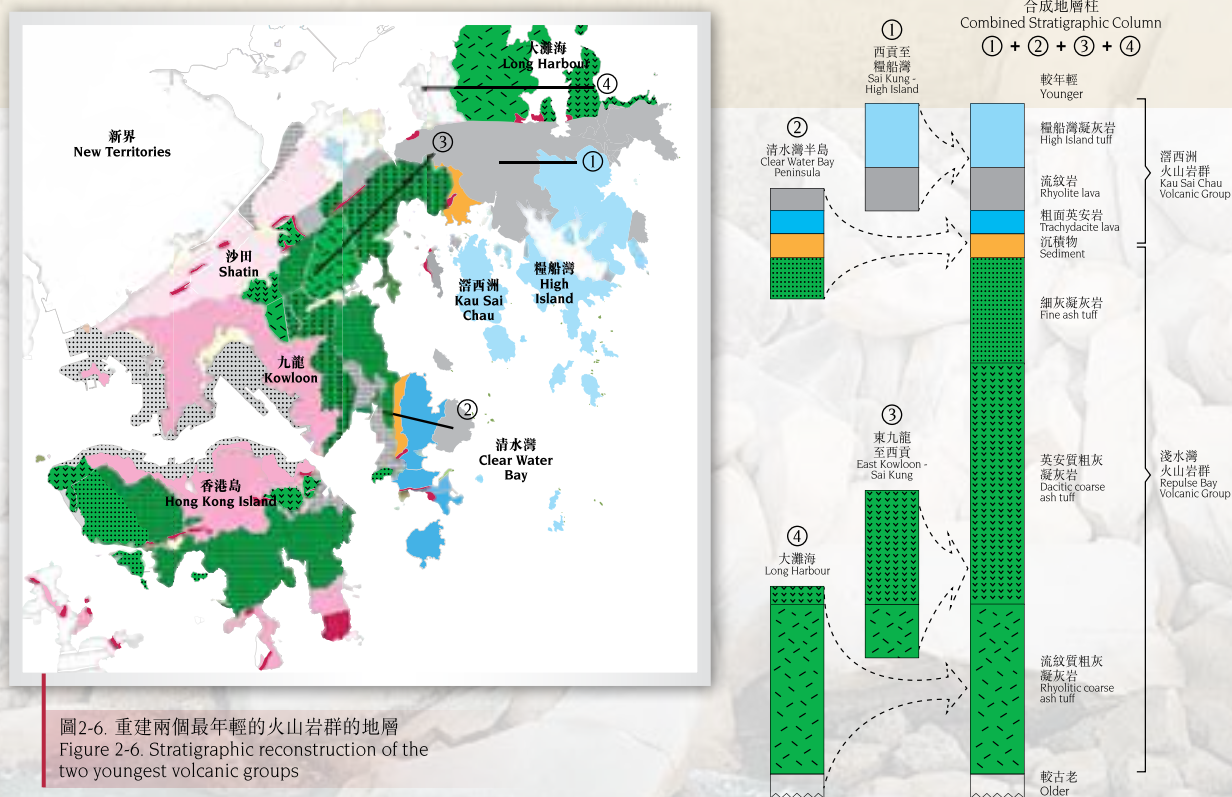 大灘海
Long Harbour
④
新界
New Territories
③
①
沙田
Shatin
滘西洲
Kau Sai
Chau
糧船灣
High
Island
九龍
Kowloon
②
清水灣
Clear Water
Bay
香港島
Hong Kong Island
圖2-6. 重建兩個最年輕的火山岩群的地層
Figure 2-6. Stratigraphic reconstruction of the
two youngest volcanic groups
②
清水灣半島
Clear Water Bay
Peninsula
①
西貢至
糧船灣
Sai Kung -
High Island
③
東九龍
至西貢
East Kowloon -
Sai Kung
④
大灘海
Long Harbour
合成地層柱
Combined Stratigraphic Column
① + ② + ③ + ④
較年輕
Younger
糧船灣凝灰岩
High Island tuff
流紋岩
Rhyolite lava
粗面英安岩
Trachydacite lava
沉積物
Sediment
細灰凝灰岩
Fine ash tuff
英安質粗灰
凝灰岩
Dacitic coarse
ash tuff
流紋質粗灰
凝灰岩
Rhyolitic coarse
ash tuff
較古老
Older
滘西洲
火山岩群
Kau Sai Chau
Volcanic Group
淺水灣
火山岩群
Repulse Bay
Volcanic Group